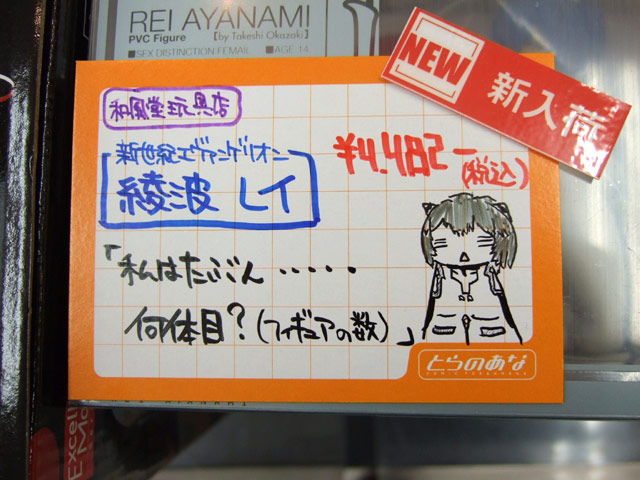 REI AYANAMI
PVC Figure 【by Takeshi Okazaki】
■SEX DISTINCTION:FEMAIL ■AGE:14
NEW 新入荷
和風堂玩具店
新世紀エヴァンゲリオン
綾波 レイ
¥4.482-
(税込)
「私はたぶん・・・・・
何体目?(フィギュアの数)」
とらのあな
Excell